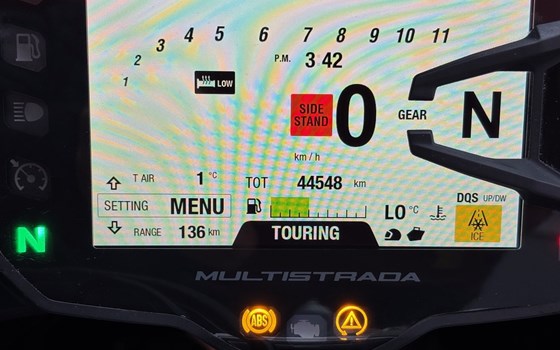 1 2 3 4 5 6 7 8 9 10 11
P.M. 3 42
LOW
SIDE STAND
0
GEAR
N
km / h
T AIR 1 °C
TOT 44548 km
SETTING MENU
RANGE 136 km
TOURING
LO °C
DQS UP/DW
ICE
N
MULTISTRADA
ABS